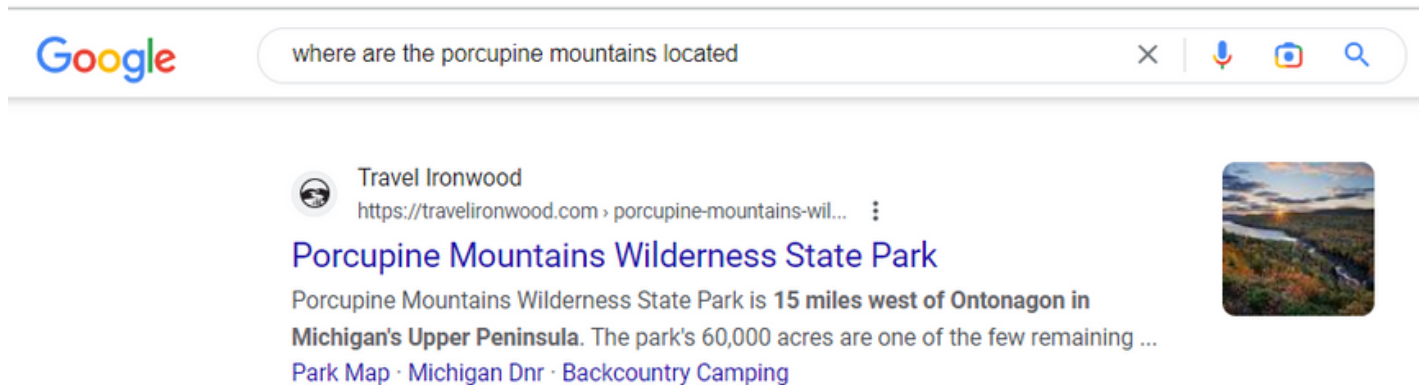 Google where are the porcupine mountains located
Travel Ironwood
https://travelironwood.com › porcupine-mountains-wil...
Porcupine Mountains Wilderness State Park
Porcupine Mountains Wilderness State Park is 15 miles west of Ontonagon in
Michigan's Upper Peninsula. The park's 60,000 acres are one of the few remaining ...
Park Map · Michigan Dnr · Backcountry Camping